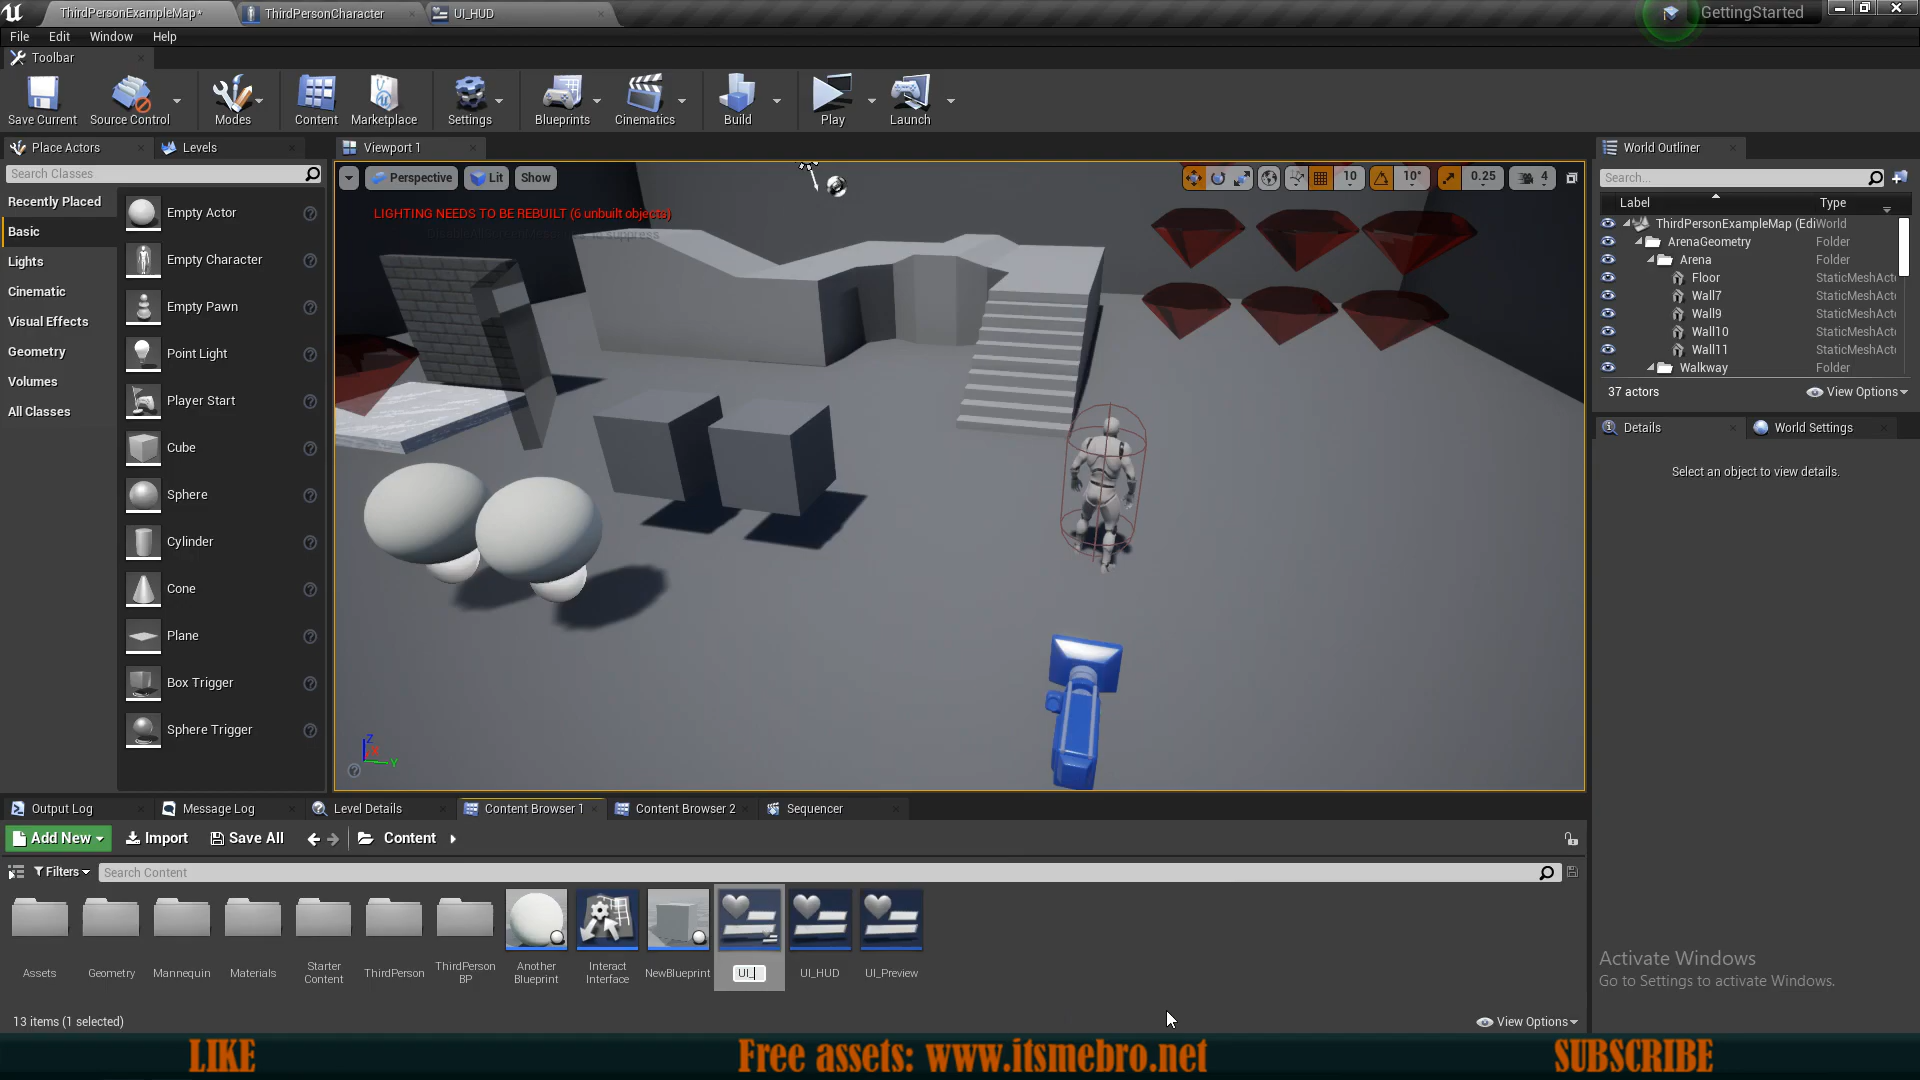 ThirdPersonExampleMap*
ThirdPersonCharacter
UI_HUD
GettingStarted
File Edit Window Help
Toolbar
Save Current
Source Control
Modes
Content
Marketplace
Settings
Blueprints
Cinematics
Build
Play
Launch
Place Actors
Levels
Search Classes
Recently Placed
Basic
Lights
Cinematic
Visual Effects
Geometry
Volumes
All Classes
Empty Actor
Empty Character
Empty Pawn
Point Light
Player Start
Cube
Sphere
Cylinder
Cone
Plane
Box Trigger
Sphere Trigger
Viewport 1
Perspective
Lit
Show
10
10°
0.25
4
LIGHTING NEEDS TO BE REBUILT (6 unbuilt objects)
Z
Y
World Outliner
Search...
Label Type
ThirdPersonExampleMap (Edi World
ArenaGeometry Folder
Arena Folder
Floor StaticMeshActo
Wall7 StaticMeshActo
Wall9 StaticMeshActo
Wall10 StaticMeshActo
Wall11 StaticMeshActo
Walkway Folder
37 actors
View Options
Details
World Settings
Select an object to view details.
Output Log
Message Log
Level Details
Content Browser 1
Content Browser 2
Sequencer
Add New
Import
Save All
Content
Filters
Search Content
Assets
Geometry
Mannequin
Materials
Starter
Content
ThirdPerson
ThirdPerson
BP
Another
Blueprint
Interact
Interface
NewBlueprint
UI_
UI_HUD
UI_Preview
13 items (1 selected)
View Options
Activate Windows
Go to Settings to activate Windows.
LIKE
Free assets: www.itsmebro.net
SUBSCRIBE